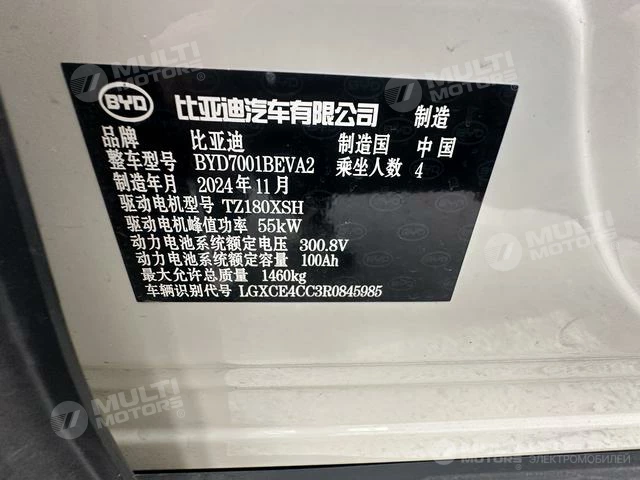 BYD 比亚迪汽车有限公司 制造
品牌 比亚迪 制造国 中国
整车型号 BYD7001BEVA2 乘坐人数 4
制造年月 2024年11月
驱动电机型号 TZ180XSH
驱动电机峰值功率 55kW
动力电池系统额定电压 300.8V
动力电池系统额定容量 100Ah
最大允许总质量 1460kg
车辆识别代号 LGXCE4CC3R0845985
MULTI MOTORS
MULTI MOTORS
MULTI MOTORS
MULTI MOTORS
MOTORS ЭЛЕКТРОМОБИЛЕЙ